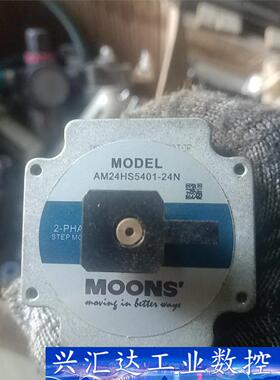 MODEL
AM24HS5401-24N
2-PHA
STEP MO
MOONS'
moving in better ways
兴汇达工业数控